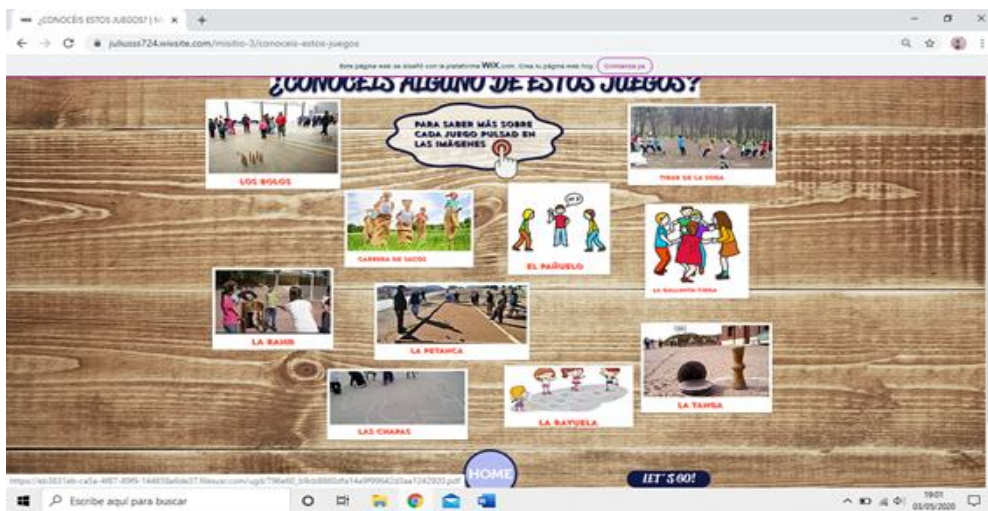 ¿CONOCÉIS ESTOS JUEGOS? | M
juliusss724.wixsite.com/misitio-3/conoceis-estos-juegos
Este página web se diseñó con la plataforma WIX.com. Crea tu página web hoy. Comienza ya
¿CONOCÉIS ALGUNO DE ESTOS JUEGOS?
PARA SABER MÁS SOBRE
CADA JUEGO PULSAD EN
LAS IMÁGENES
LOS BOLOS
TIRAR DE LA SOGA
CARRERA DE SACOS
EL PAÑUELO
LA GALLINITA CIEGA
LA RANA
LA PETANCA
LA TANGA
LAS CHAPAS
LA RAYUELA
HOME
LET'S GO!
Escribe aquí para buscar
19:01
03/05/2020